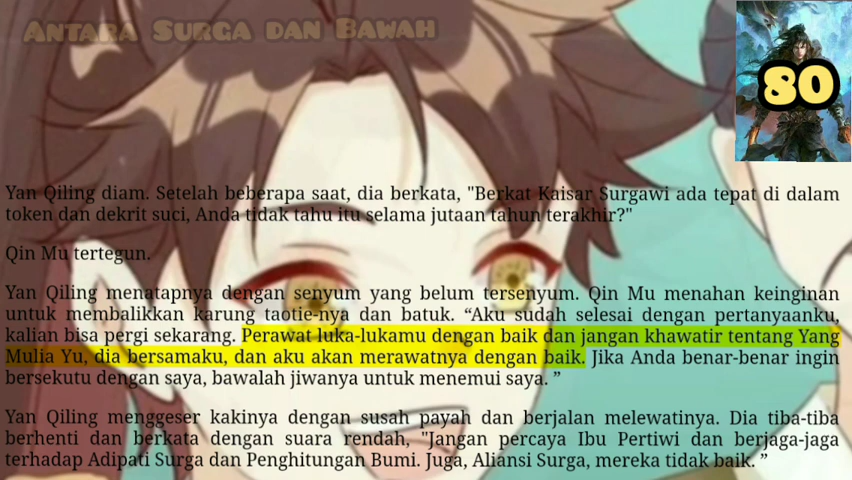 Antara Surga dan Bawah
80
Yan Qiling diam. Setelah beberapa saat, dia berkata, "Berkat Kaisar Surgawi ada tepat di dalam
token dan dekrit suci, Anda tidak tahu itu selama jutaan tahun terakhir?"
Qin Mu tertegun.
Yan Qiling menatapnya dengan senyum yang belum tersenyum. Qin Mu menahan keinginan
untuk membalikkan karung taotie-nya dan batuk. “Aku sudah selesai dengan pertanyaanku,
kalian bisa pergi sekarang. Perawat luka-lukamu dengan baik dan jangan khawatir tentang Yang
Mulia Yu, dia bersamaku, dan aku akan merawatnya dengan baik. Jika Anda benar-benar ingin
bersekutu dengan saya, bawalah jiwanya untuk menemui saya. ”
Yan Qiling menggeser kakinya dengan susah payah dan berjalan melewatinya. Dia tiba-tiba
berhenti dan berkata dengan suara rendah, "Jangan percaya Ibu Pertiwi dan berjaga-jaga
terhadap Adipati Surga dan Penghitungan Bumi. Juga, Aliansi Surga, mereka tidak baik. ”